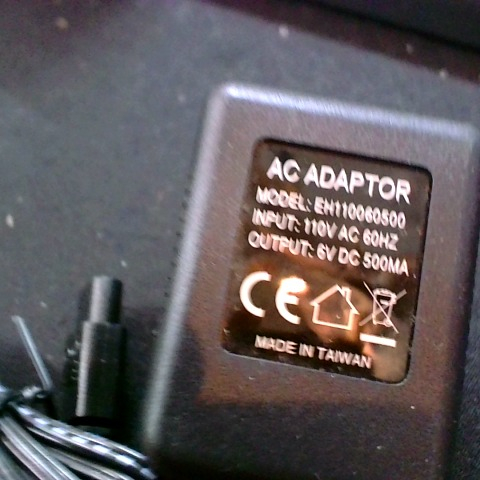 AC ADAPTOR
MODEL: EH110060500
INPUT: 110V AC 60HZ
OUTPUT: 6V DC 500MA
CE
MADE IN TAIWAN